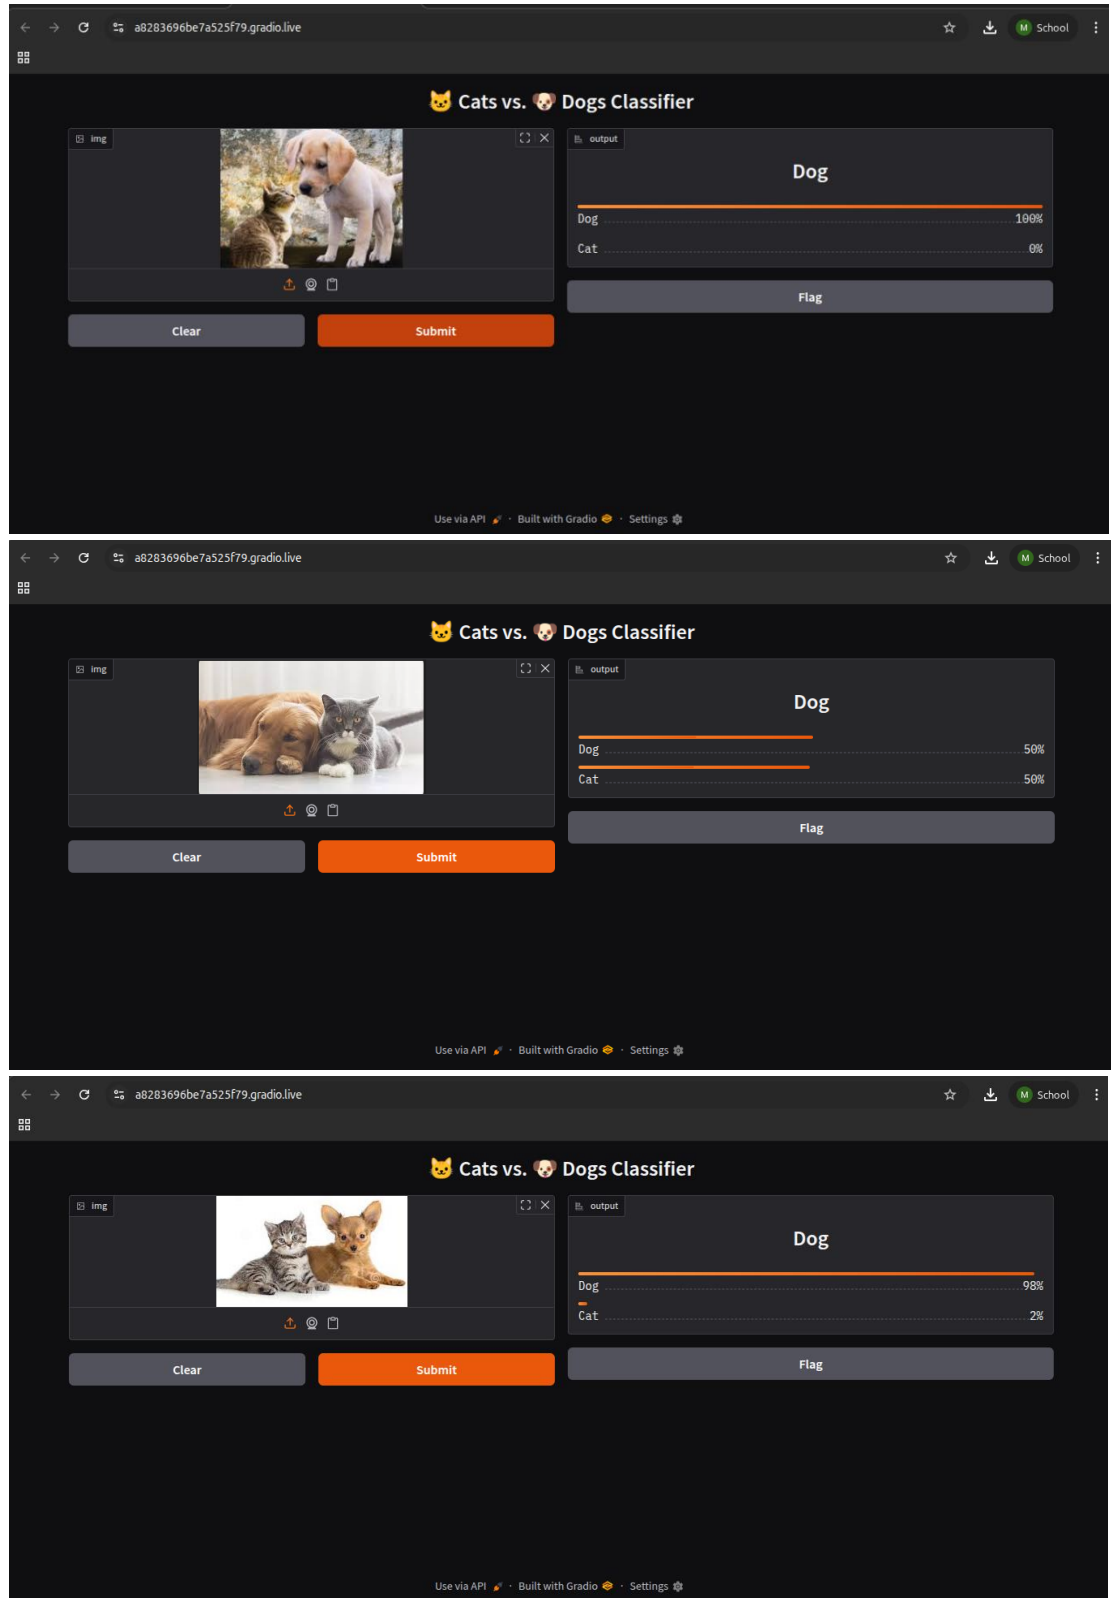 a8283696be7a525f79.gradio.live
M School
🐱 Cats vs. 🐶 Dogs Classifier
img
output
Dog
Dog 100%
Cat 0%
Flag
Clear Submit
Use via API 🚀 · Built with Gradio · Settings ⚙️
a8283696be7a525f79.gradio.live
M School
🐱 Cats vs. 🐶 Dogs Classifier
img
output
Dog
Dog 50%
Cat 50%
Flag
Clear Submit
Use via API 🚀 · Built with Gradio · Settings ⚙️
a8283696be7a525f79.gradio.live
M School
🐱 Cats vs. 🐶 Dogs Classifier
img
output
Dog
Dog 98%
Cat 2%
Flag
Clear Submit
Use via API 🚀 · Built with Gradio · Settings ⚙️